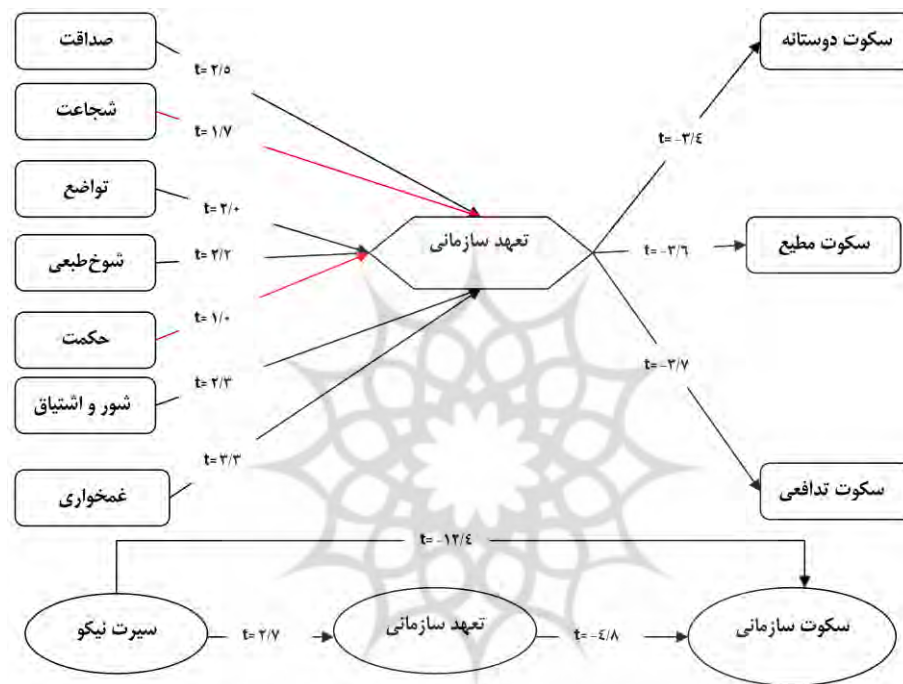 صداقت
t= ۲/٥
شجاعت
t= ۱/۷
تواضع
t= ۲/۰
شوخ‌طبعی
t= ۲/۲
حکمت
t= ۱/۰
شور و اشتیاق
t= ۲/۳
غمخواری
t= ۳/۳
تعهد سازمانی
سکوت دوستانه
t= -۳/٤
سکوت مطیع
t= -۳/٦
سکوت تدافعی
t= -۳/۷
t= -۱۲/٤
سیرت نیکو
t= ۲/۷
تعهد سازمانی
t= -٤/۸
سکوت سازمانی